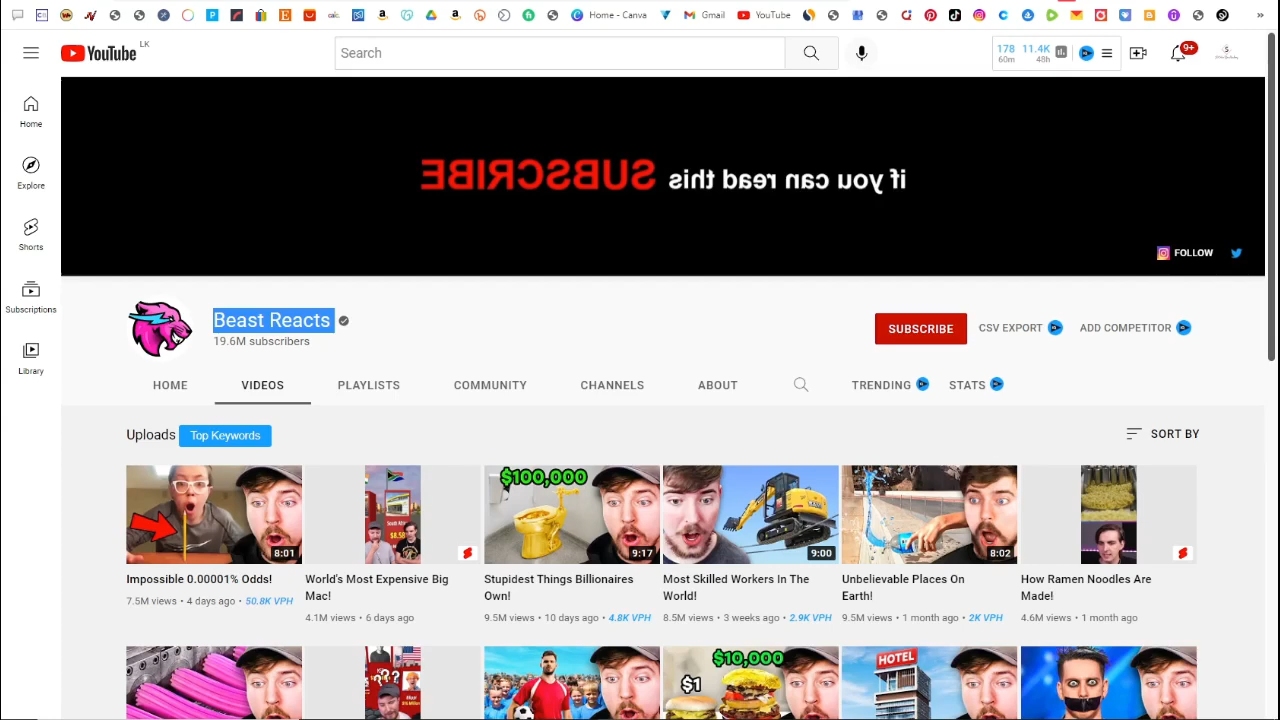 Home - Canva
Gmail
YouTube
YouTube LK
Search
178 11.4K
60m 48h
9+
Home
Explore
Shorts
Subscriptions
Library
if you can read this SUBSCRIBE
FOLLOW
Beast Reacts
19.6M subscribers
SUBSCRIBE
CSV EXPORT
ADD COMPETITOR
HOME VIDEOS PLAYLISTS COMMUNITY CHANNELS ABOUT TRENDING STATS
Uploads
Top Keywords
SORT BY
8:01
Impossible 0.00001% Odds!
7.5M views • 4 days ago • 50.8K VPH
World's Most Expensive Big
Mac!
4.1M views • 6 days ago
$100,000
9:17
Stupidest Things Billionaires
Own!
9.5M views • 10 days ago • 4.8K VPH
9:00
Most Skilled Workers In The
World!
8.5M views • 3 weeks ago • 2.9K VPH
8:02
Unbelievable Places On
Earth!
9.5M views • 1 month ago • 2K VPH
How Ramen Noodles Are
Made!
4.6M views • 1 month ago
???
$1
$10,000
HOTEL